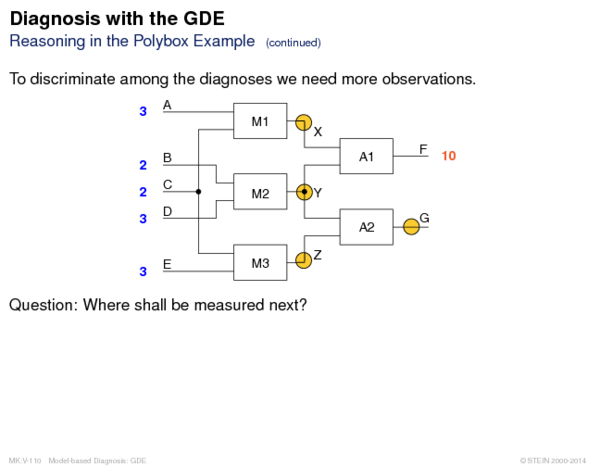 Diagnosis with the GDE
Reasoning in the Polybox Example (continued)
To discriminate among the diagnoses we need more observations.
3 A
M1
X
F 10
A1
2 B
2 C
M2
Y
3 D
G
A2
Z
3 E
M3
Question: Where shall be measured next?
MK:V-110 Model-based Diagnosis: GDE © STEIN 2000-2014